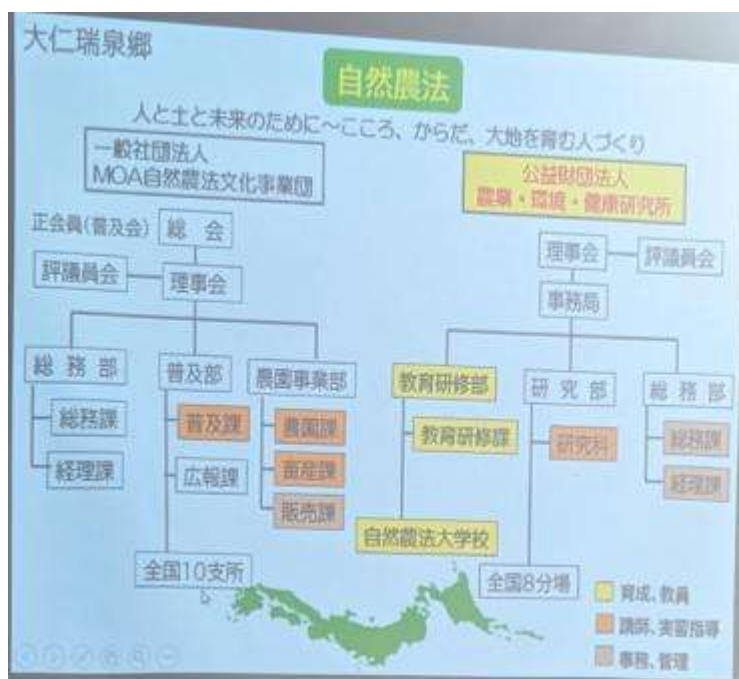 大仁瑞泉郷
自然農法
人と土と未来のために～こころ、からだ、大地を育む人づくり
一般社団法人
MOA自然農法文化事業団
公益財団法人
農業・環境・健康研究所
正会員(普及会)
総会
評議員会
理事会
理事会
評議員会
事務局
総務部
普及部
農園事業部
教育研修部
研究部
総務部
総務課
普及課
農園課
教育研修課
研究科
総務課
経理課
広報課
畜産課
経理課
販売課
自然農法大学校
全国10支所
全国8分場
育成、教員
講師、実習指導
事務、管理